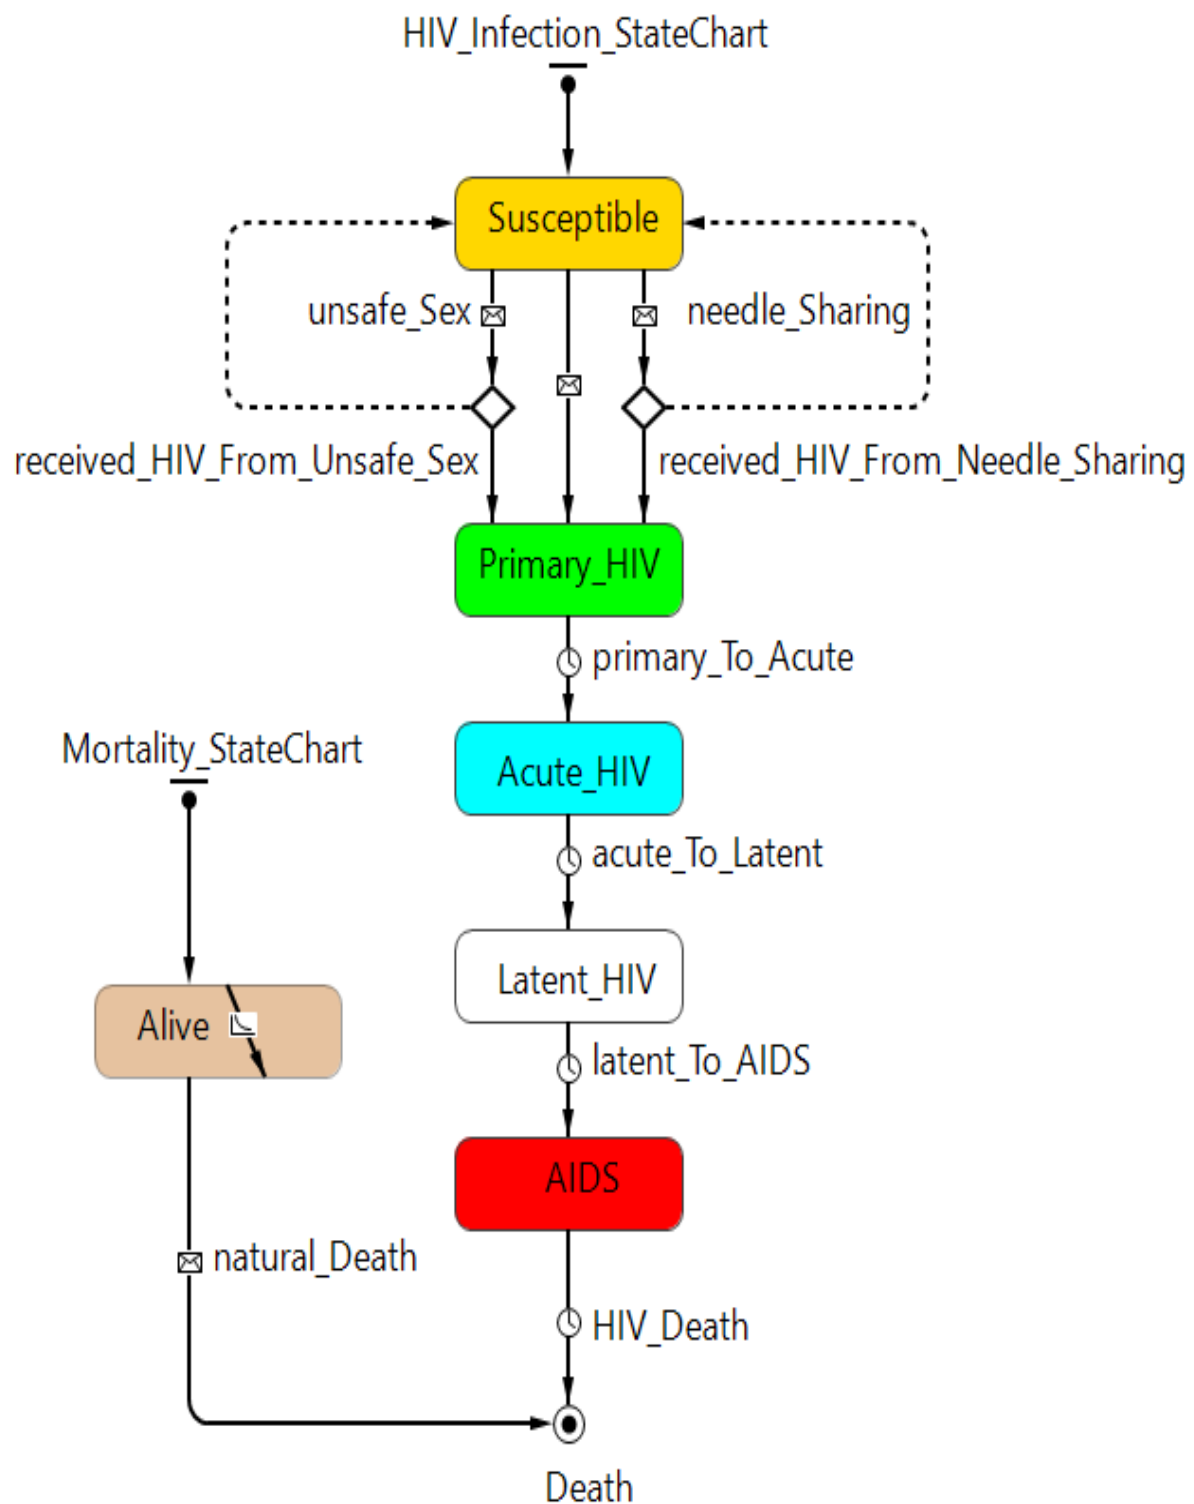 HIV_Infection_StateChart
Susceptible
unsafe_Sex
needle_Sharing
received_HIV_From_Unsafe_Sex
received_HIV_From_Needle_Sharing
Primary_HIV
primary_To_Acute
Mortality_StateChart
Acute_HIV
acute_To_Latent
Latent_HIV
Alive
latent_To_AIDS
AIDS
natural_Death
HIV_Death
Death